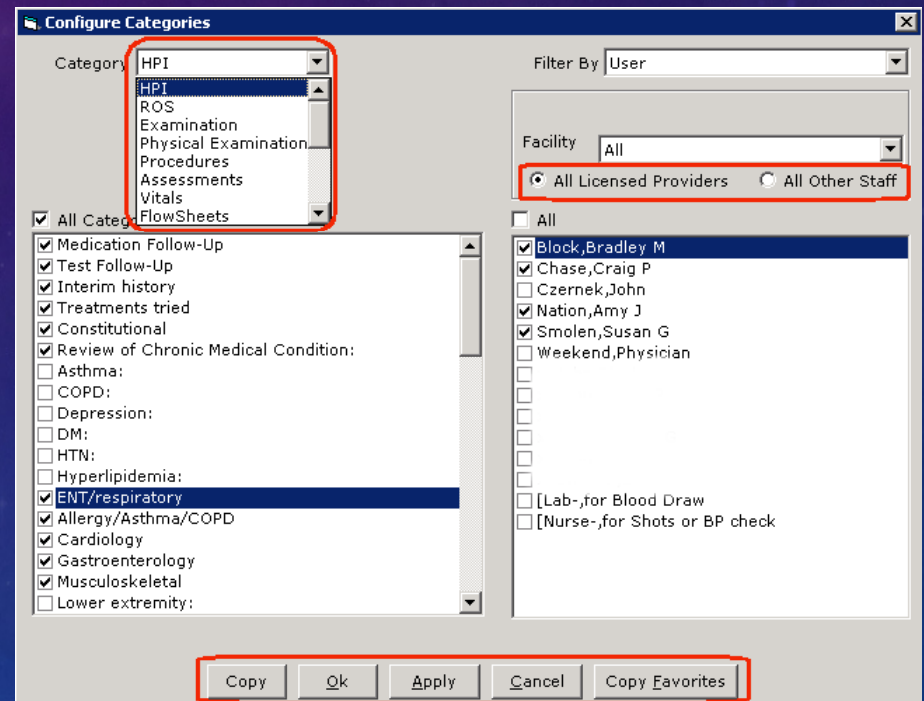 Configure Categories
Category HPI
HPI
ROS
Examination
Physical Examination
Procedures
Assessments
Vitals
FlowSheets
Filter By User
Facility All
All Licensed Providers All Other Staff
All Categ
Medication Follow-Up
Test Follow-Up
Interim history
Treatments tried
Constitutional
Review of Chronic Medical Condition:
Asthma:
COPD:
Depression:
DM:
HTN:
Hyperlipidemia:
ENT/respiratory
Allergy/Asthma/COPD
Cardiology
Gastroenterology
Musculoskeletal
Lower extremity:
All
Block,Bradley M
Chase,Craig P
Czernek,John
Nation,Amy J
Smolen,Susan G
Weekend,Physician
[Lab-,for Blood Draw
[Nurse-,for Shots or BP check
Copy Ok Apply Cancel Copy Favorites